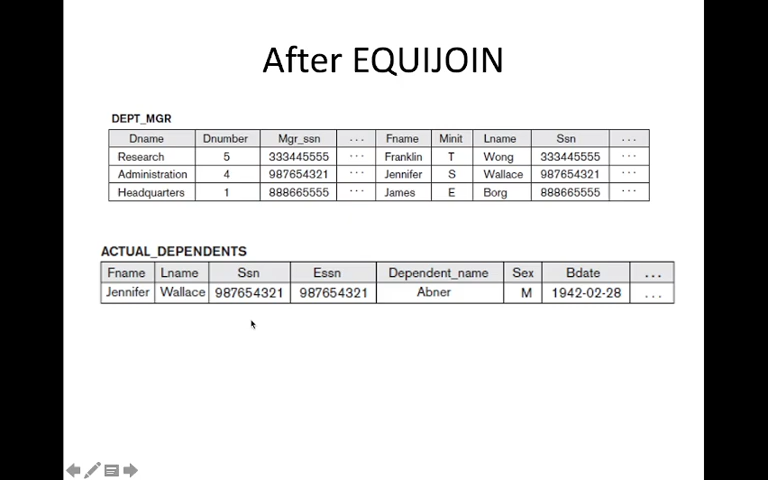 After EQUIJOIN
DEPT_MGR
Dname Dnumber Mgr_ssn ... Fname Minit Lname Ssn ...
Research 5 333445555 ... Franklin T Wong 333445555 ...
Administration 4 987654321 ... Jennifer S Wallace 987654321 ...
Headquarters 1 888665555 ... James E Borg 888665555 ...
ACTUAL_DEPENDENTS
Fname Lname Ssn Essn Dependent_name Sex Bdate ...
Jennifer Wallace 987654321 987654321 Abner M 1942-02-28 ...